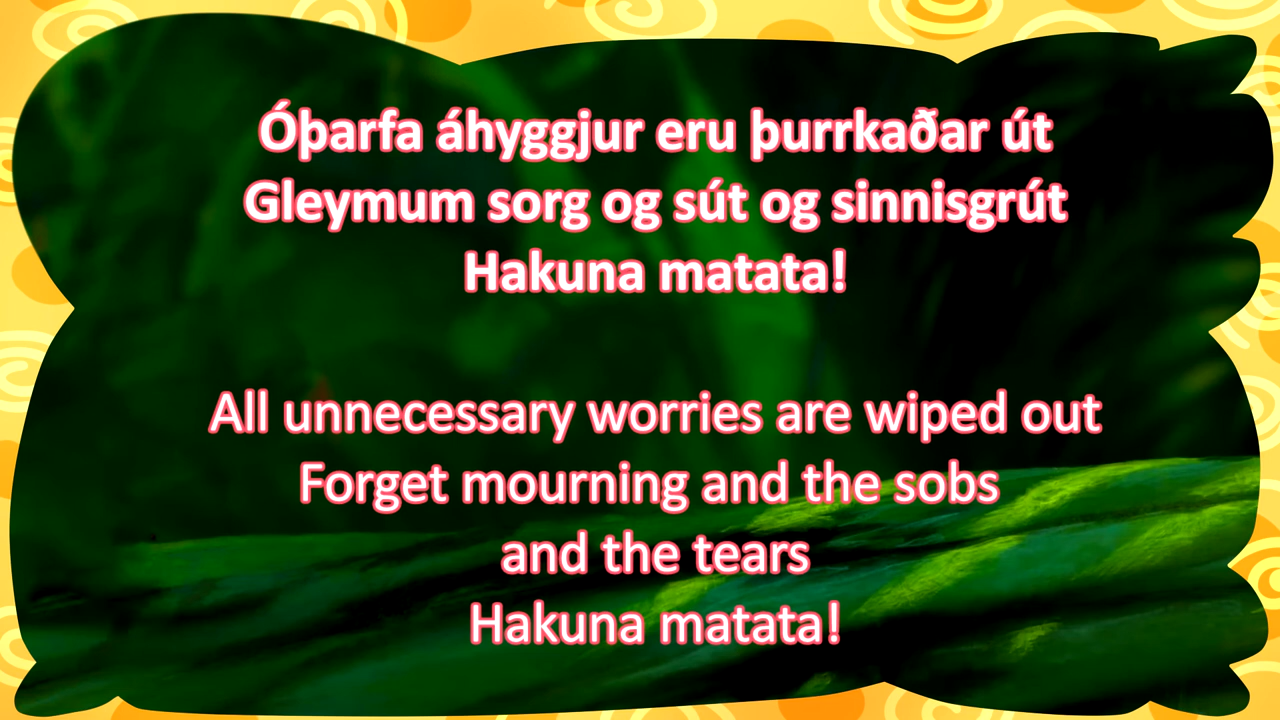 Óþarfa áhyggjur eru þurrkaðar út
Gleymum sorg og sút og sinnisgrút
Hakuna matata!
All unnecessary worries are wiped out
Forget mourning and the sobs
and the tears
Hakuna matata!